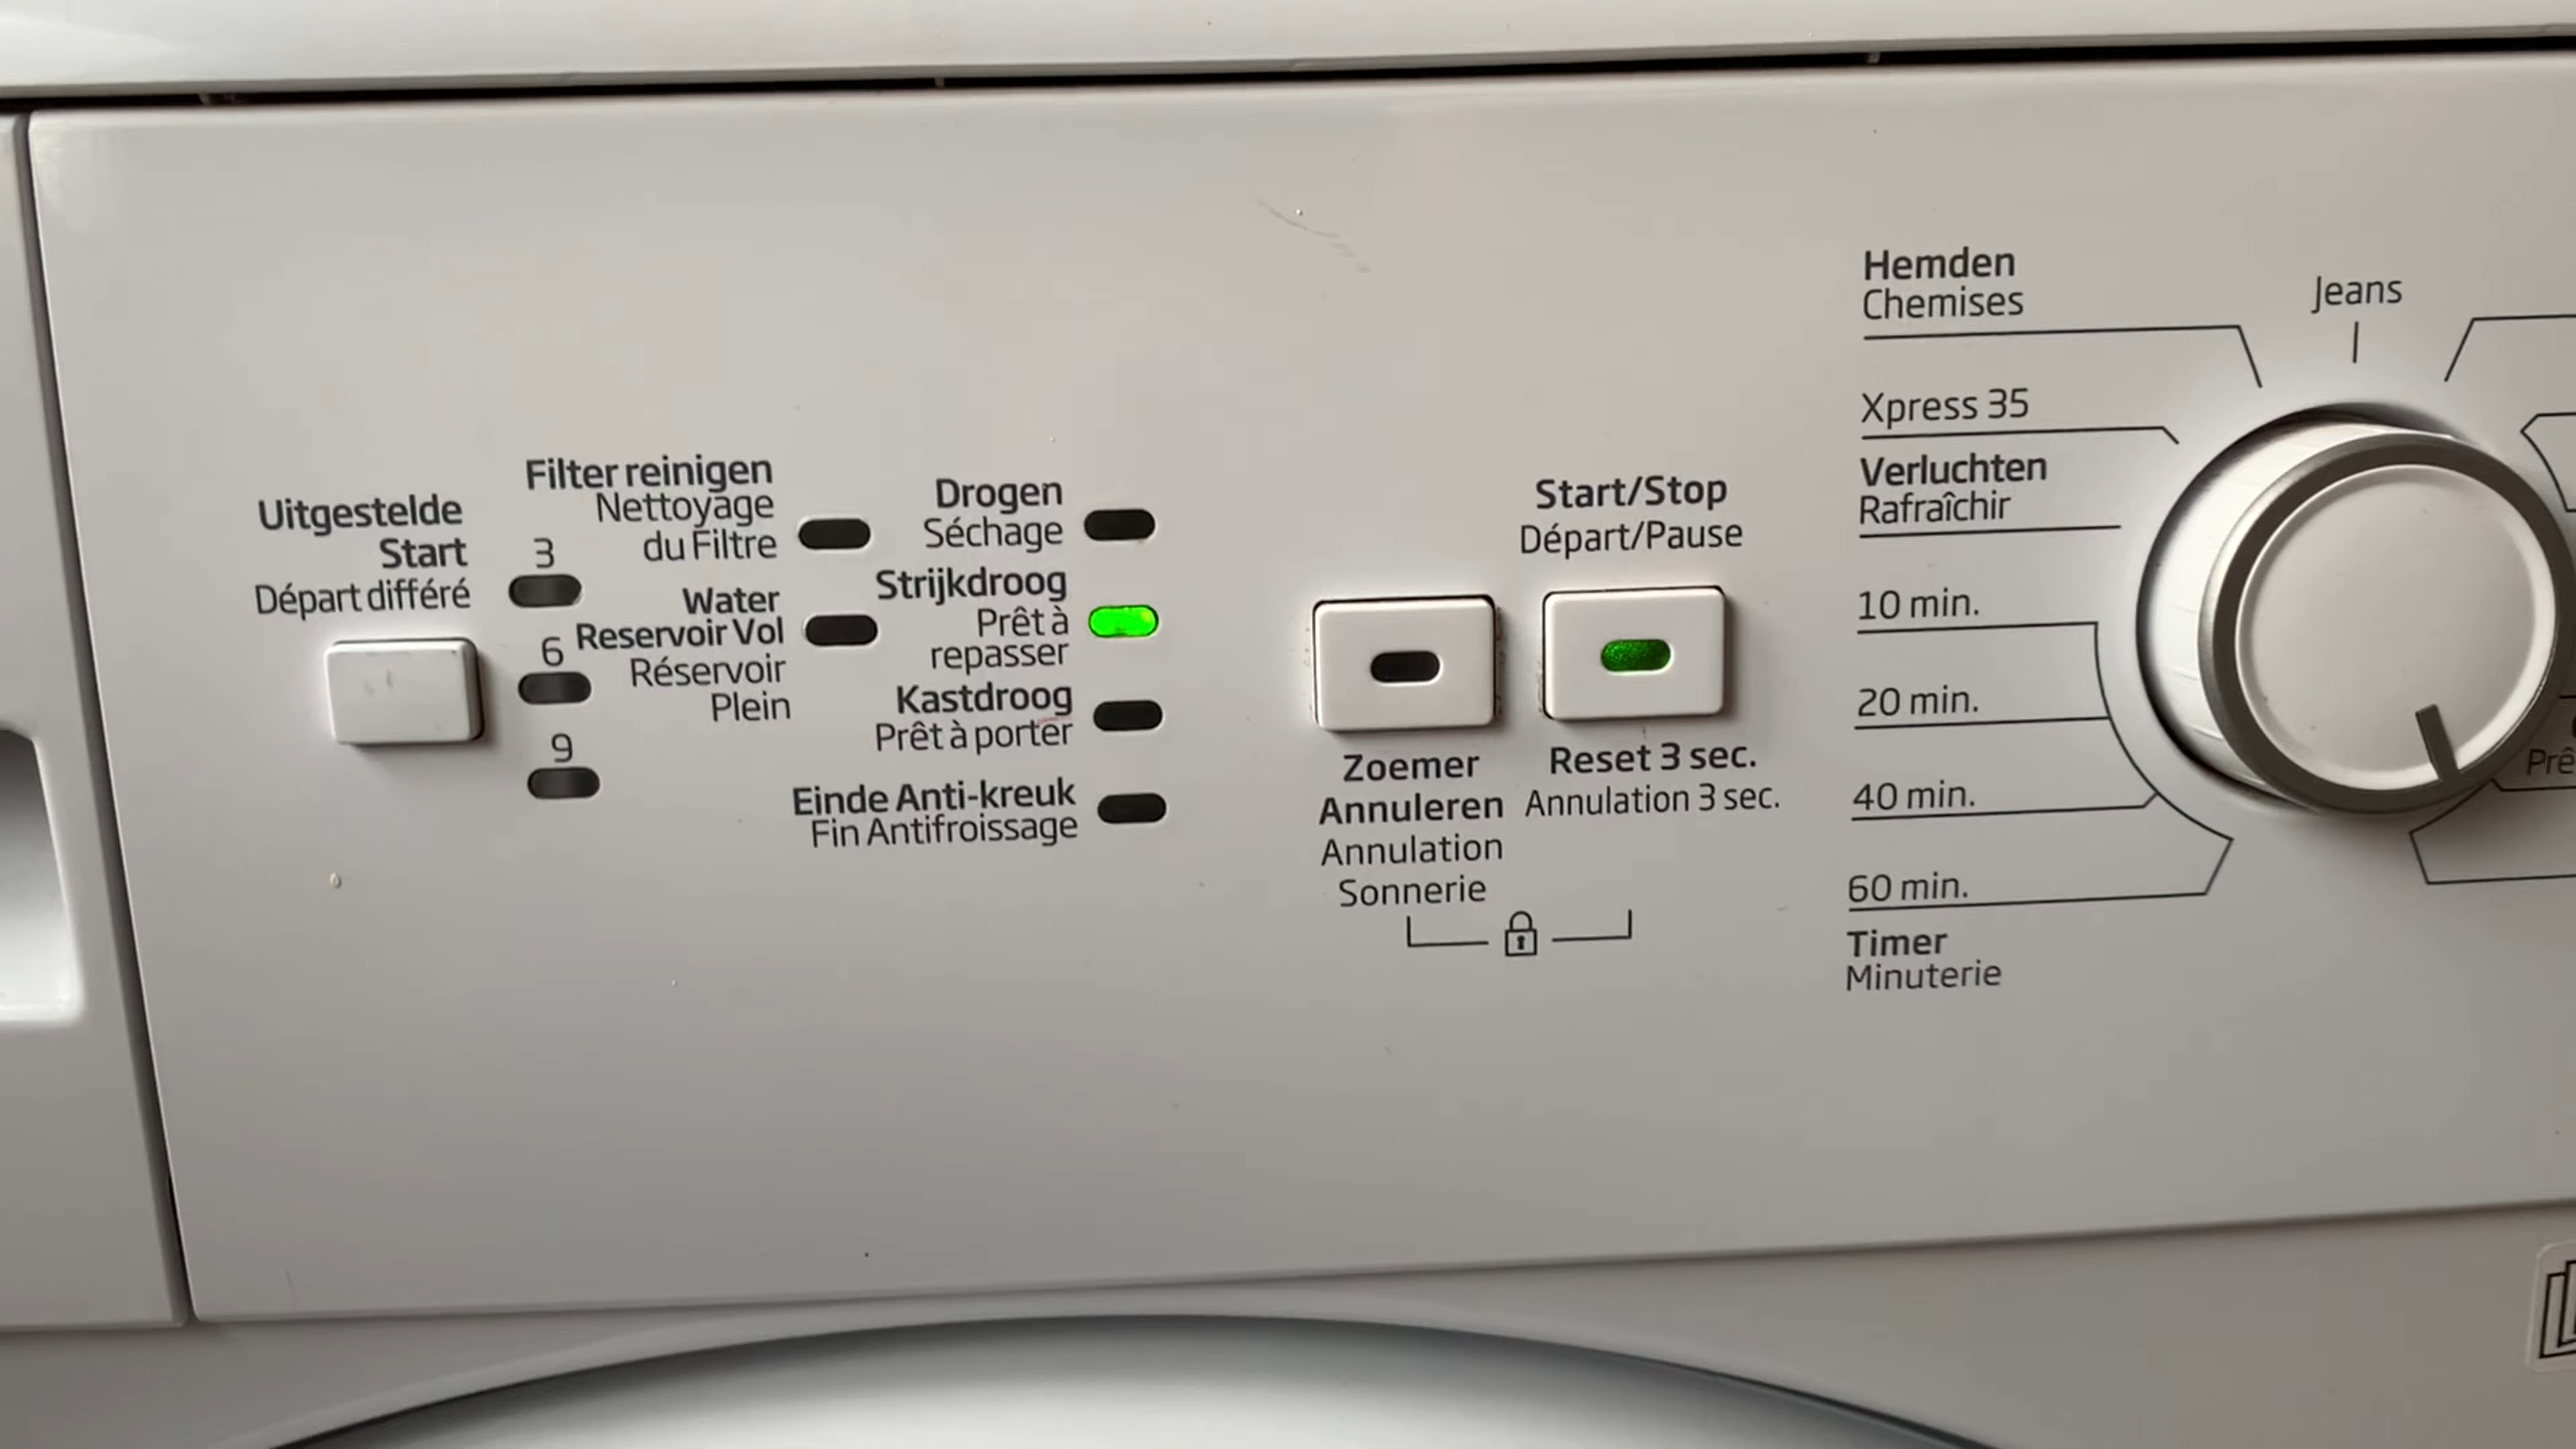 Uitgestelde
Start
Départ différé
3
6
9
Filter reinigen
Nettoyage
du Filtre
Water
Reservoir Vol
Réservoir
Plein
Drogen
Séchage
Strijkdroog
Prêt à
repasser
Kastdroog
Prêt à porter
Einde Anti-kreuk
Fin Antifroissage
Start/Stop
Départ/Pause
Zoemer
Annuleren
Annulation
Sonnerie
Reset 3 sec.
Annulation 3 sec.
Hemden
Chemises
Xpress 35
Verluchten
Rafraîchir
10 min.
20 min.
40 min.
60 min.
Timer
Minuterie
Jeans